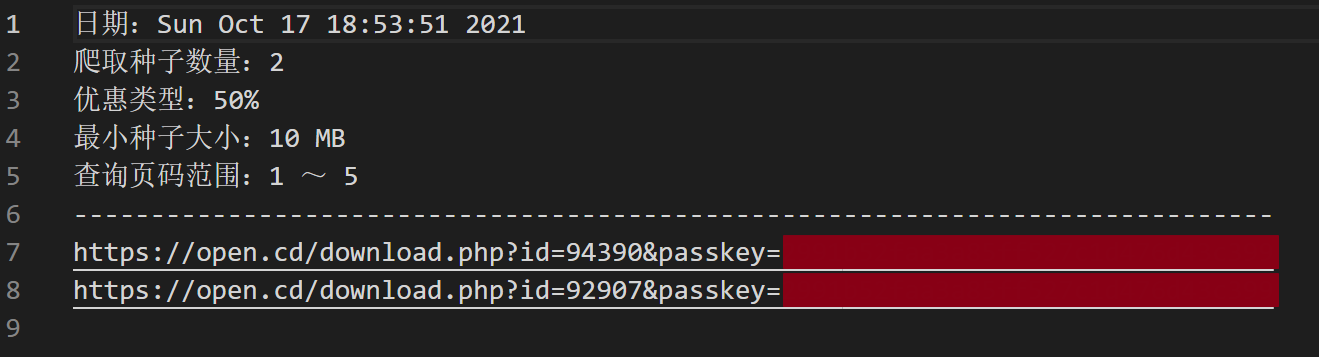 1 日期：Sun Oct 17 18:53:51 2021
2 爬取种子数量：2
3 优惠类型：50%
4 最小种子大小：10 MB
5 查询页码范围：1 ～ 5
6 ------------------------------------------------------------------------------
7 https://open.cd/download.php?id=94390&passkey=
8 https://open.cd/download.php?id=92907&passkey=
9